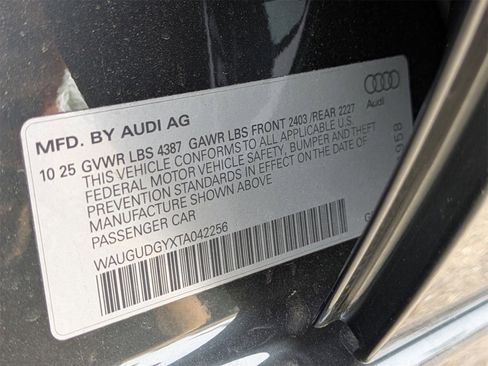 MFD. BY AUDI AG
Audi
10 25 GVWR LBS 4387 GAWR LBS FRONT 2403 /REAR 2227
THIS VEHICLE CONFORMS TO ALL APPLICABLE U.S.
FEDERAL MOTOR VEHICLE SAFETY, BUMPER, AND THEFT
PREVENTION STANDARDS IN EFFECT ON THE DATE OF
MANUFACTURE SHOWN ABOVE
PASSENGER CAR
WAUGUDGYXTA042256
958